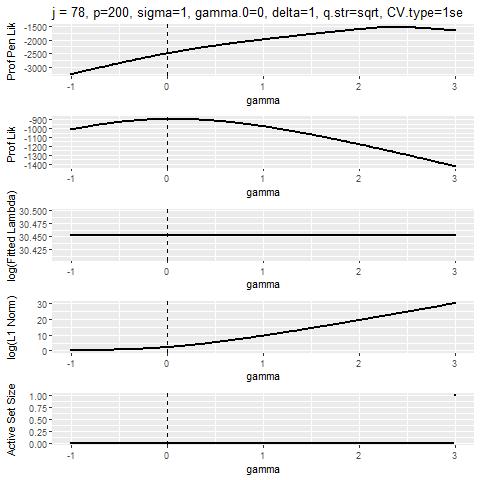 j = 78, p=200, sigma=1, gamma.0=0, delta=1, q.str=sqrt, CV.type=1se
Prof Pen Lik
-1500
-2000
-2500
-3000
-1 0 1 2 3
gamma
Prof Lik
-900
-1000
-1100
-1200
-1300
-1400
-1 0 1 2 3
gamma
log(Fitted Lambda)
30.500
30.475
30.450
30.425
-1 0 1 2 3
gamma
log(L1 Norm)
30
20
10
0
-1 0 1 2 3
gamma
Active Set Size
1.00
0.75
0.50
0.25
0.00
-1 0 1 2 3
gamma